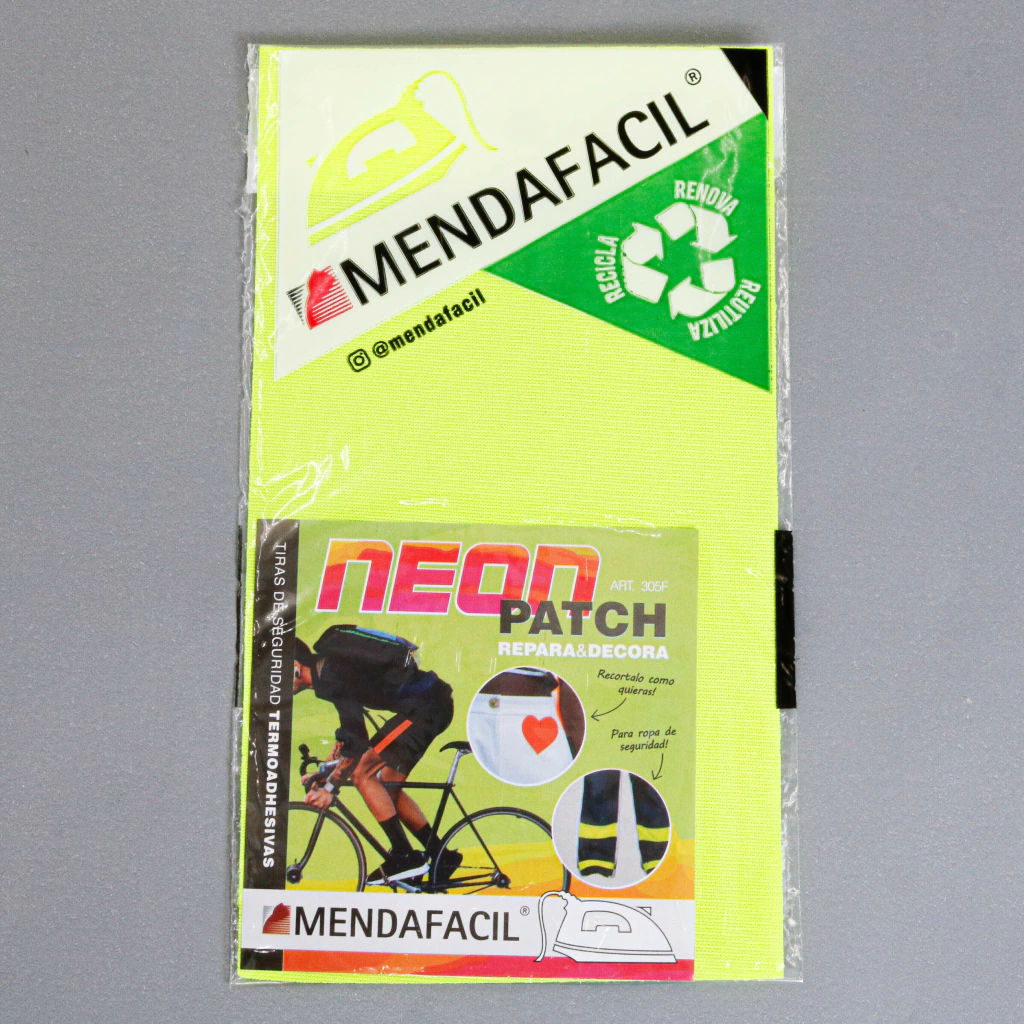 MENDAFACIL®
RENOVA
RECICLA
REUTILIZA
@mendafacil
TIRAS DE SEGURIDAD TERMOADHESIVAS
NEON
ART. 305F
PATCH
REPARA&DECORA
Recortalo como
quieras!
Para ropa de
seguridad!
MENDAFACIL®